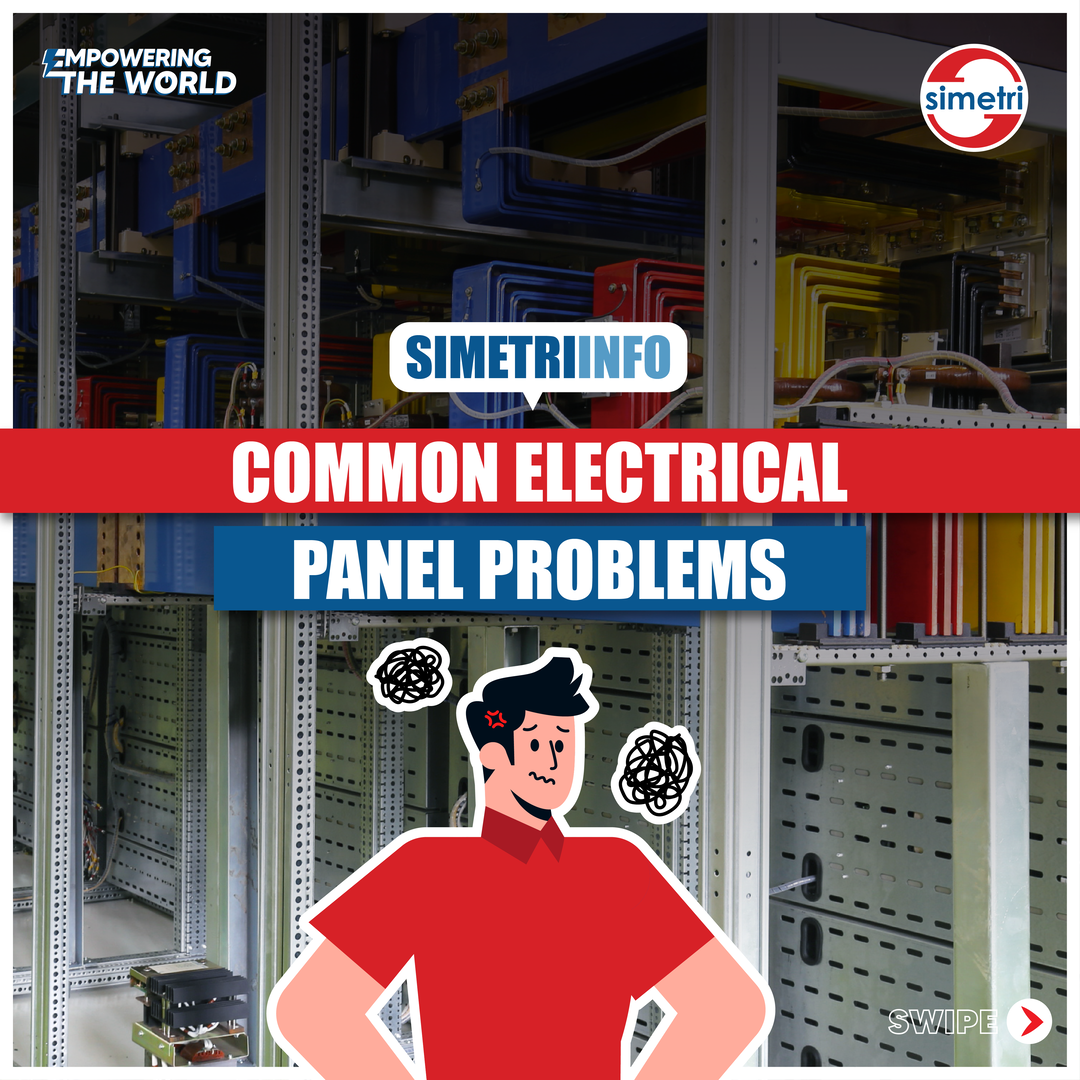 EMPOWERING
THE WORLD
simetri
SIMETRIINFO
COMMON ELECTRICAL
PANEL PROBLEMS
SWIPE